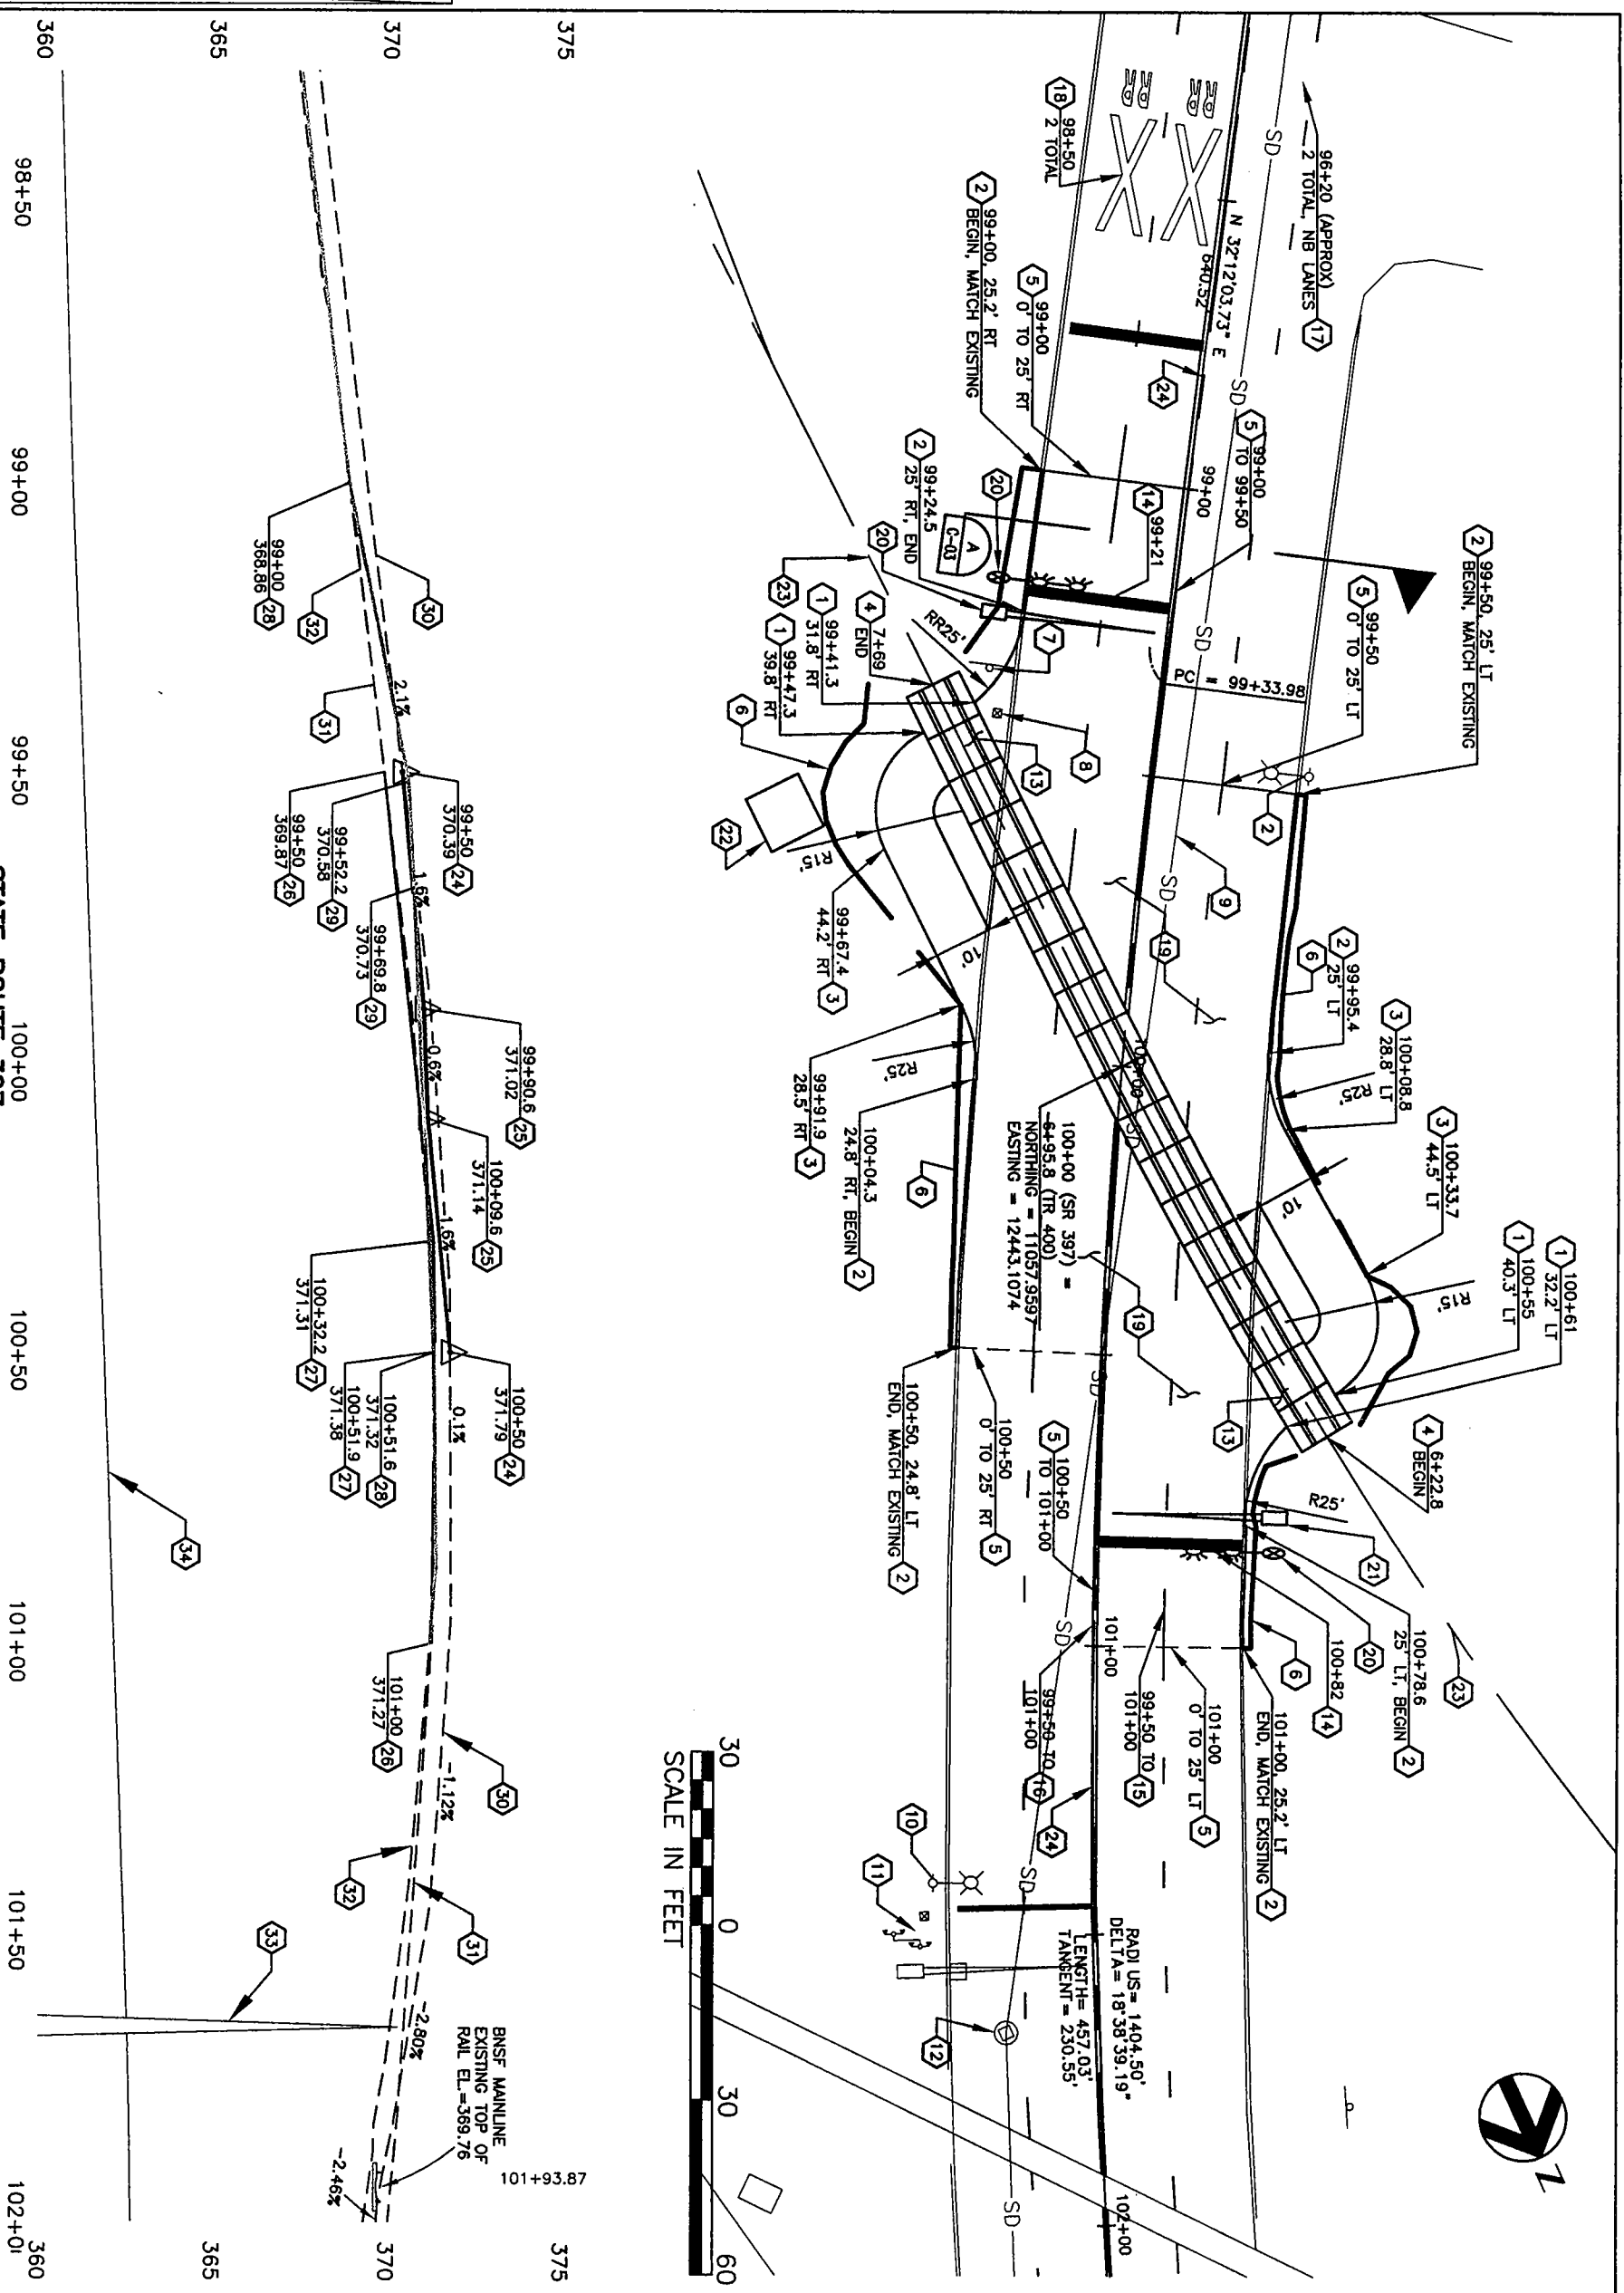 96+20 (APPROX)
2 TOTAL, NB LANES
17
98+50
2 TOTAL
18
RR
RR
N 32°12'03.73" E
640.52
24
99+00
0' TO 25' RT
5
99+00, 25.2' RT
BEGIN, MATCH EXISTING
2
99+00
99+00
TO 99+50
5
99+21
14
20
A
C-03
99+24.5
25' RT, END
2
20
7
RR25'
23
99+41.3
31.8' RT
1
99+47.3
39.8' RT
1
7+69
END
4
6
8
13
22
R15'
PC = 99+33.98
99+50
0' TO 25' LT
5
99+50, 25' LT
BEGIN, MATCH EXISTING
2
2
9
19
10'
99+67.4
44.2' RT
3
6
99+95.4
25' LT
2
100+08.8
28.8' LT
3
R25'
100+33.7
44.5' LT
3
10'
R15'
100+61
32.2' LT
1
100+55
40.3' LT
1
R25'
99+91.9
28.5' RT
3
100+04.3
24.8' RT, BEGIN
2
6
100+00
100+00 (SR 397) =
6+95.8 (TR 400)
NORTHING = 11057.9597
EASTING = 12443.1074
19
13
6+22.8
BEGIN
4
R25'
21
20
100+50
0' TO 25' RT
5
100+50, 24.8' LT
END, MATCH EXISTING
2
100+50
TO 101+00
5
100+78.6
25' LT, BEGIN
2
23
100+82
14
6
101+00, 25.2' LT
END, MATCH EXISTING
2
101+00
0' TO 25' LT
5
99+50 TO
101+00
15
99+50 TO
101+00
16
101+00
24
10
11
12
RADIUS= 1404.50'
DELTA= 18°38'39.19"
LENGTH= 457.03'
TANGENT= 230.55'
102+00
SD
SD
SD
SD
SD
SD
SD
SD
SD
SD
Z
30 0 30 60
SCALE IN FEET
375
370
365
360
30
99+00
368.86
28
32
31
2.1%
99+50
370.39
24
99+52.2
370.58
29
99+50
369.87
26
1.6%
99+69.8
370.73
29
99+90.6
371.02
25
0.6%
100+09.6
371.14
25
1.6%
100+32.2
371.31
27
100+50
371.79
24
100+51.6
371.32
28
100+51.9
371.38
27
0.1%
34
101+00
371.27
26
30
-1.12%
32
31
33
-2.80%
BNSF MAINLINE
EXISTING TOP OF
RAIL EL.=369.76
101+93.87
-2.46%
375
370
365
360
98+50 99+00 99+50 100+00 100+50 101+00 101+50